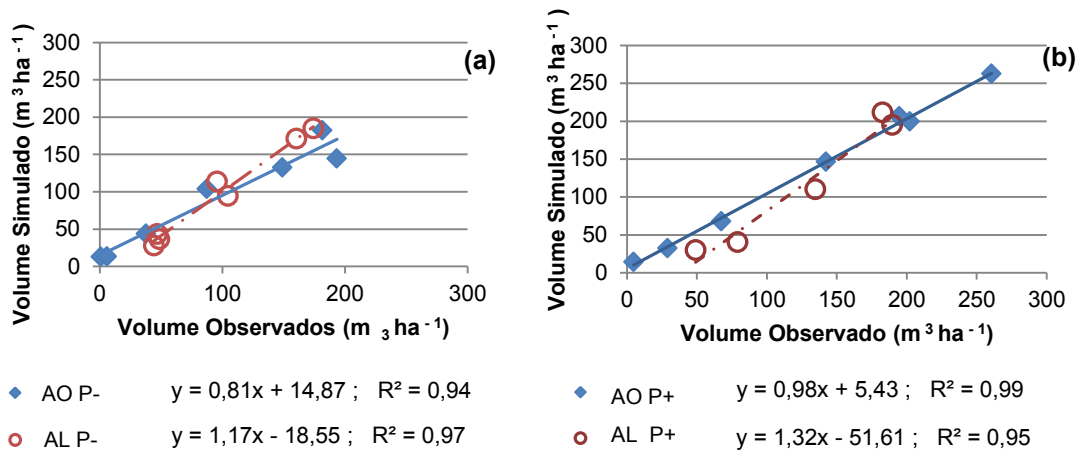 (a)
Volume Simulado (m³ ha⁻¹)
300
250
200
150
100
50
0
0 100 200 300
Volume Observados (m ₃ ha⁻¹)
AO P- y = 0,81x + 14,87 ; R² = 0,94
AL P- y = 1,17x - 18,55 ; R² = 0,97
(b)
Volume Simulado (m³ ha⁻¹)
300
250
200
150
100
50
0
0 50 100 150 200 250 300
Volume Observado (m³ ha⁻¹)
AO P+ y = 0,98x + 5,43 ; R² = 0,99
AL P+ y = 1,32x - 51,61 ; R² = 0,95